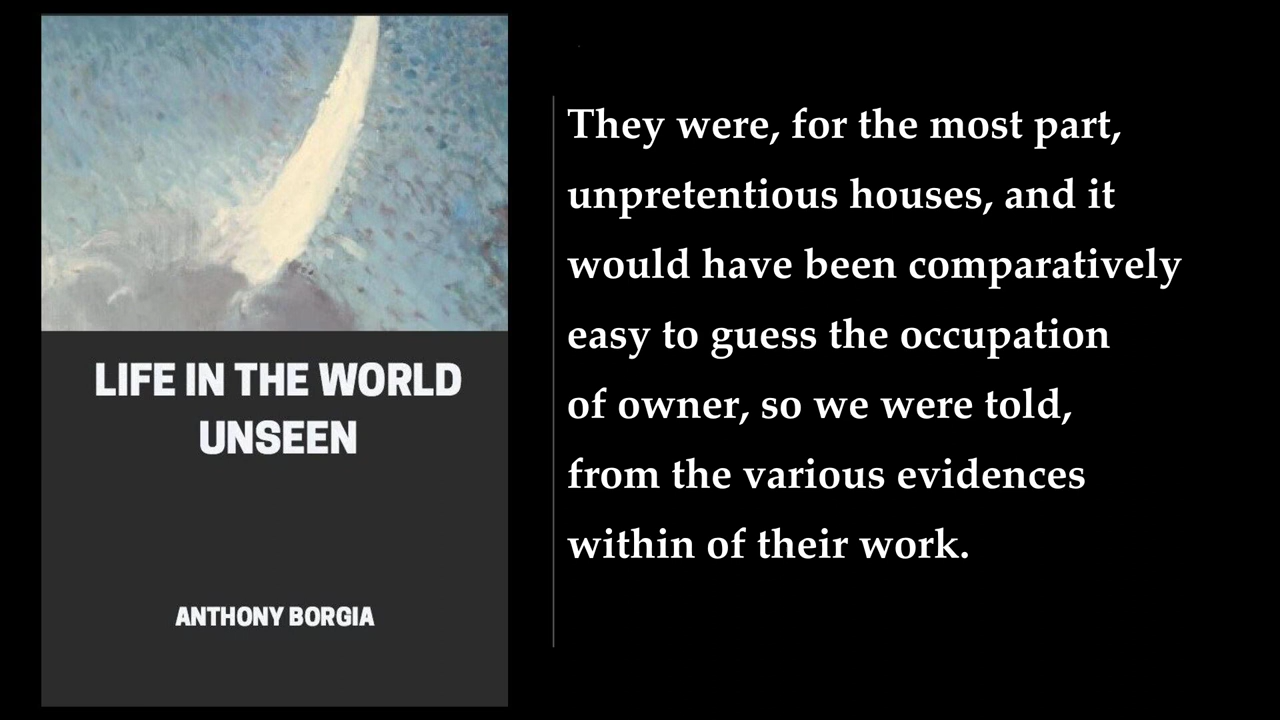 LIFE IN THE WORLD
UNSEEN
ANTHONY BORGIA
They were, for the most part,
unpretentious houses, and it
would have been comparatively
easy to guess the occupation
of owner, so we were told,
from the various evidences
within of their work.